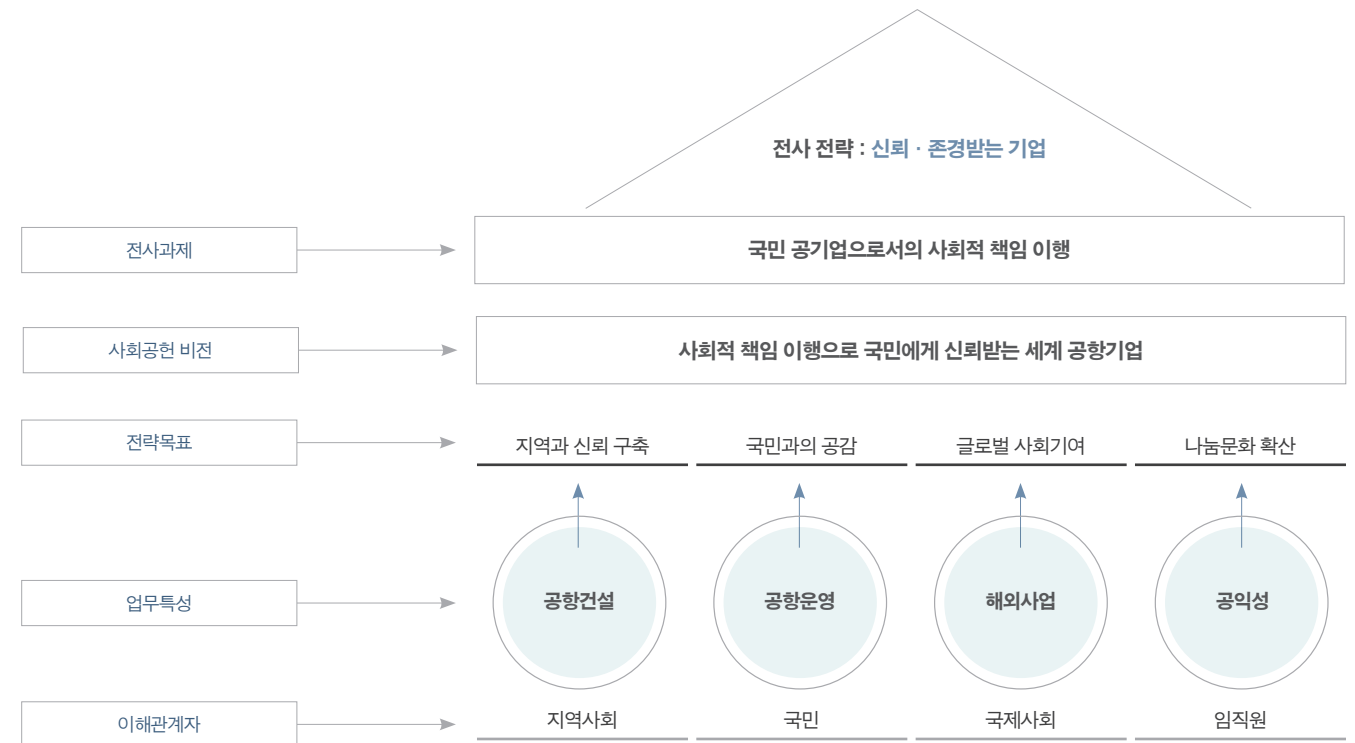 전사 전략 : 신뢰 · 존경받는 기업
전사과제
국민 공기업으로서의 사회적 책임 이행
사회공헌 비전
사회적 책임 이행으로 국민에게 신뢰받는 세계 공항기업
전략목표
지역과 신뢰 구축
국민과의 공감
글로벌 사회기여
나눔문화 확산
업무특성
공항건설
공항운영
해외사업
공익성
이해관계자
지역사회
국민
국제사회
임직원